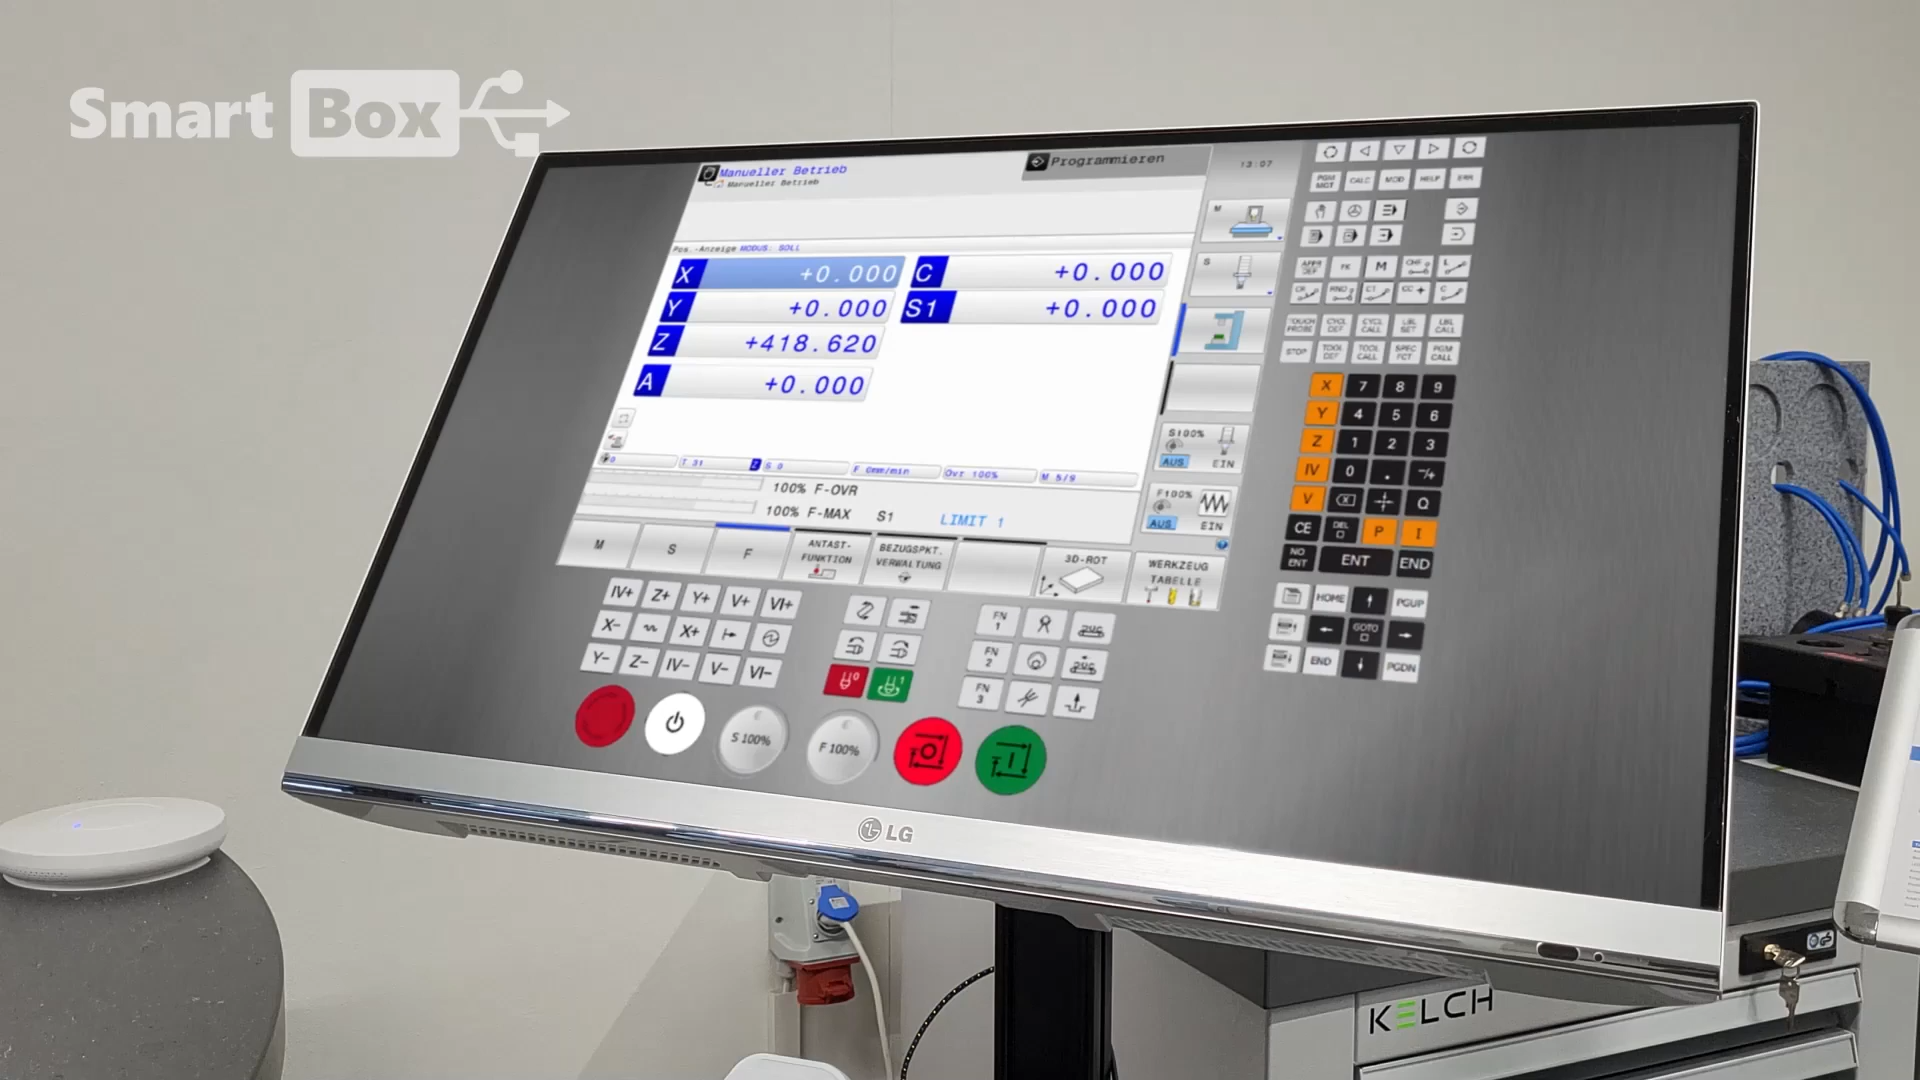 Smart Box
Manueller Betrieb
Manueller Betrieb
Programmieren
13:07
Pos.-Anzeige MODUS: SOLL
X +0.000
C +0.000
Y +0.000
S1 +0.000
Z +418.620
A +0.000
T 31
Z S 0
F 0mm/min
Ovr 100%
M 5/9
100% F-OVR
100% F-MAX S1 LIMIT 1
M
S
S100%
AUS EIN
F100%
AUS EIN
M
S
F
ANTAST-
FUNKTION
BEZUGSPKT.
VERWALTUNG
3D-ROT
WERKZEUG
TABELLE
IV+ Z+ Y+ V+ VI+
X- X+
Y- Z- IV- V- VI-
FN
1
FN
2
FN
3
S 100%
F 100%
PGM
MGT
CALC MOD HELP ERR
APPR
DEP
FK M CHF L
CR RND CT CC C
TOUCH
PROBE
CYCL
DEF
CYCL
CALL
LBL
SET
LBL
CALL
STOP
TOOL
DEF
TOOL
CALL
SPEC
FCT
PGM
CALL
X 7 8 9
Y 4 5 6
Z 1 2 3
IV 0 . -/+
V Q
CE
DEL
P I
NO
ENT
ENT END
HOME PGUP
GOTO
END PGDN
LG
KELCH